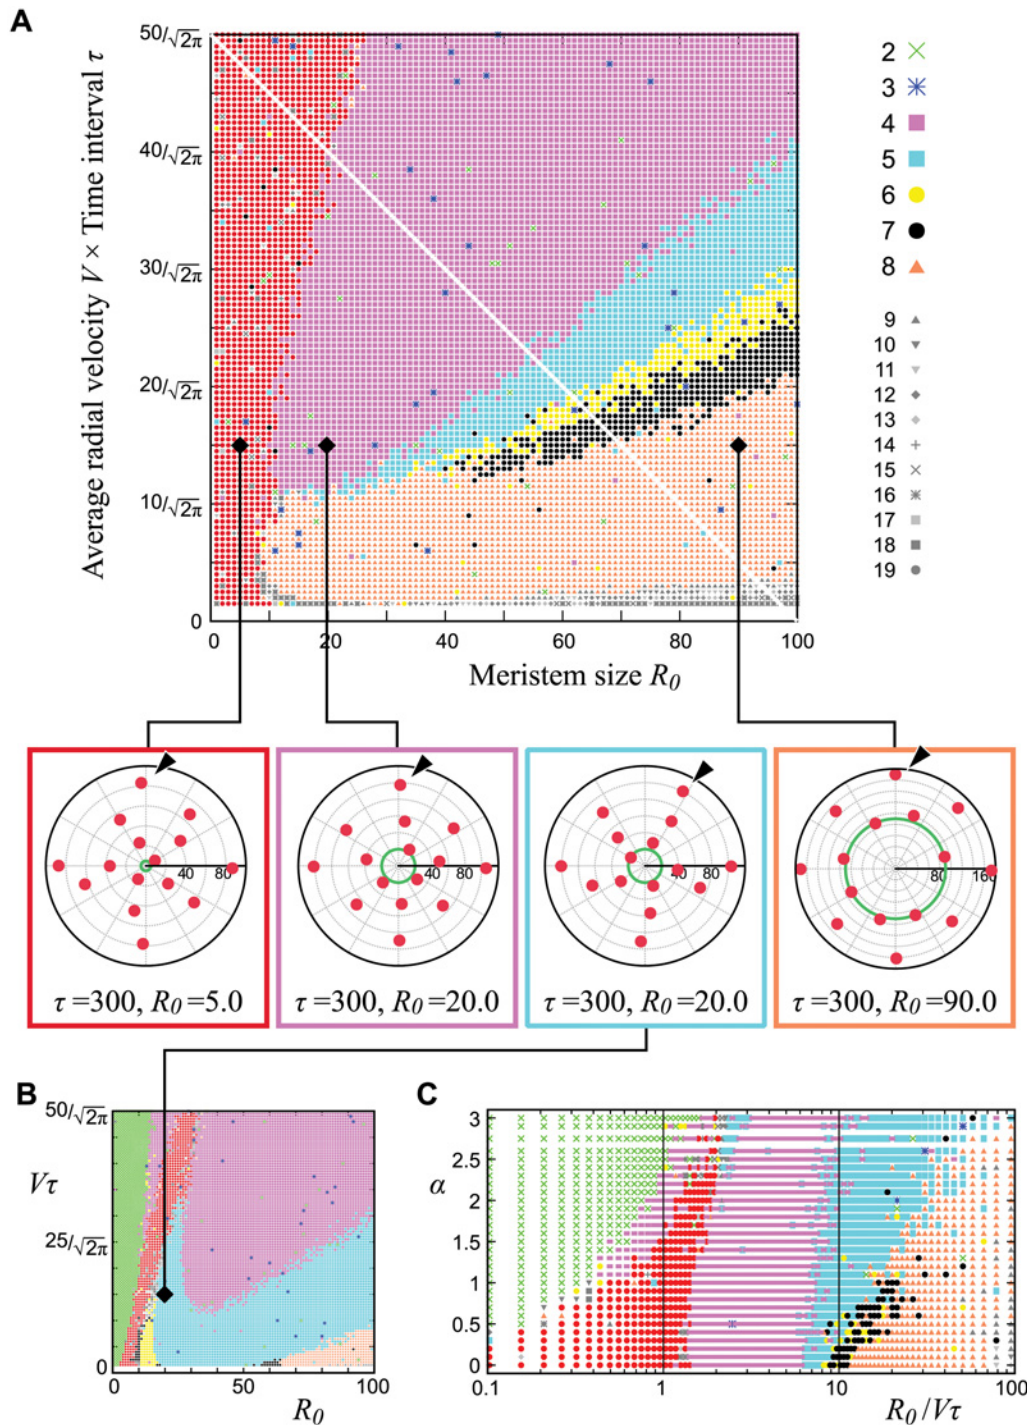 A
50/√2π
40/√2π
30/√2π
20/√2π
10/√2π
0
Average radial velocity V × Time interval τ
0 20 40 60 80 100
Meristem size R0
2
3
4
5
6
7
8
9
10
11
12
13
14
15
16
17
18
19
40 80
τ =300, R0 =5.0
40 80
τ =300, R0 =20.0
40 80
τ =300, R0 =20.0
80 160
τ =300, R0 =90.0
B
50/√2π
Vτ
25/√2π
0
0 50 100
R0
C
3
2.5
α
2
1.5
1
0.5
0
0.1 1 10 100
R0 / Vτ